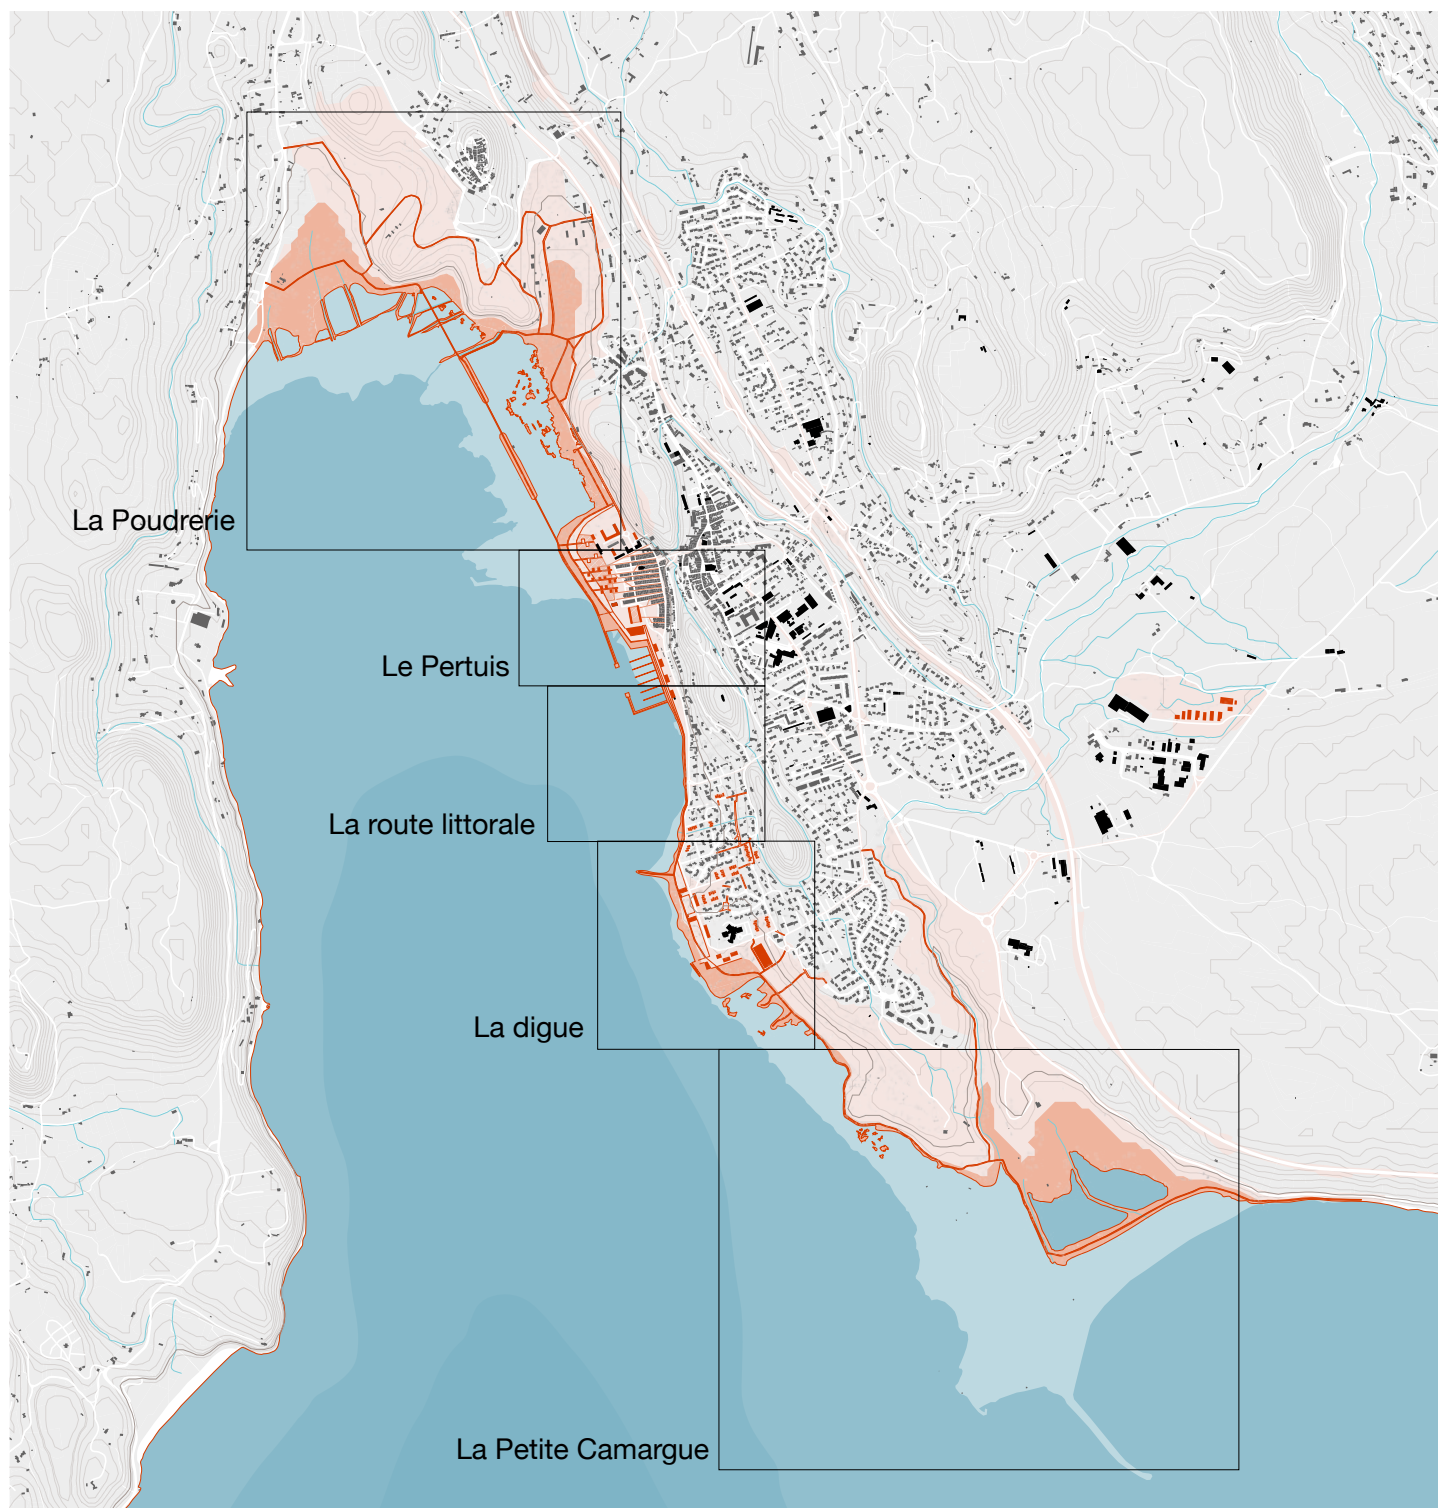 La Poudrerie
Le Pertuis
La route littorale
La digue
La Petite Camargue